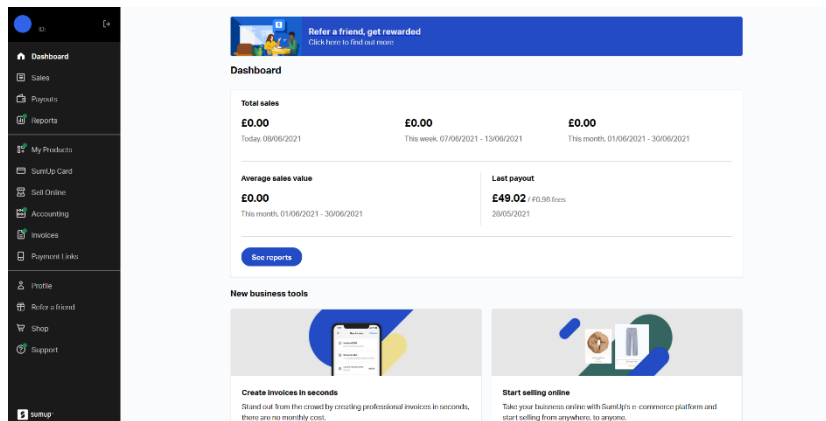 ID:
Dashboard
Sales
Payouts
Reports
My Products
SumUp Card
Sell Online
Accounting
Invoices
Payment Links
Profile
Refer a friend
Shop
Support
sumup
Refer a friend, get rewarded
Click here to find out more
Dashboard
Total sales
£0.00 £0.00 £0.00
Today, 08/06/2021 This week, 07/06/2021 - 13/06/2021 This month, 01/06/2021 - 30/06/2021
Average sales value Last payout
£0.00 £49.02 / £0.98 fees
This month, 01/06/2021 - 30/06/2021 28/05/2021
See reports
New business tools
Create invoices in seconds
Stand out from the crowd by creating professional invoices in seconds,
there are no monthly cost.
Start selling online
Take your buisness online with SumUp's e-commerce platform and
start selling from anywhere, to anyone.